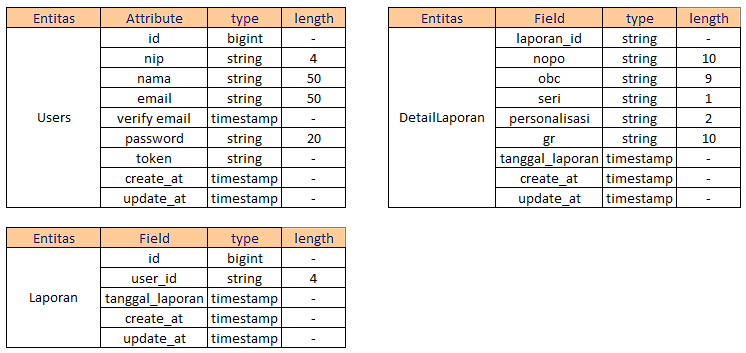 Entitas Attribute type length
id bigint -
nip string 4
nama string 50
email string 50
Users verify email timestamp -
password string 20
token string -
create_at timestamp -
update_at timestamp -
Entitas Field type length
laporan_id string -
nopo string 10
obc string 9
seri string 1
DetailLaporan personalisasi string 2
gr string 10
tanggal_laporan timestamp -
create_at timestamp -
update_at timestamp -
Entitas Field type length
id bigint -
user_id string 4
Laporan tanggal_laporan timestamp -
create_at timestamp -
update_at timestamp -